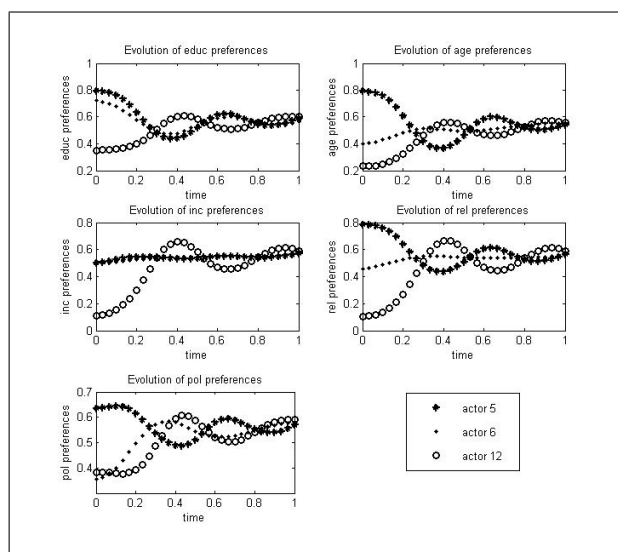 Evolution of educ preferences
1
0.8
0.6
0.4
0.2
educ preferences
0 0.2 0.4 0.6 0.8 1
time
Evolution of age preferences
1
0.8
0.6
0.4
0.2
age preferences
0 0.2 0.4 0.6 0.8 1
time
Evolution of inc preferences
0.8
0.6
0.4
0.2
0
inc preferences
0 0.2 0.4 0.6 0.8 1
time
Evolution of rel preferences
0.8
0.6
0.4
0.2
0
rel preferences
0 0.2 0.4 0.6 0.8 1
time
Evolution of pol preferences
0.7
0.6
0.5
0.4
pol preferences
0 0.2 0.4 0.6 0.8 1
time
actor 5
actor 6
actor 12